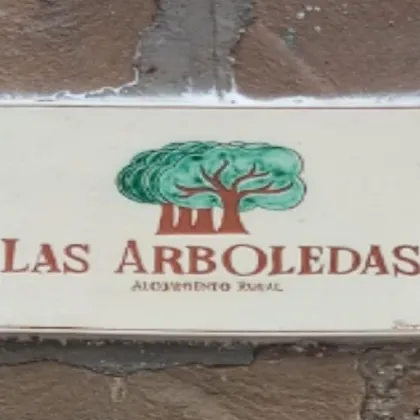 LAS ARBOLEDAS
ALOJAMIENTO RURAL